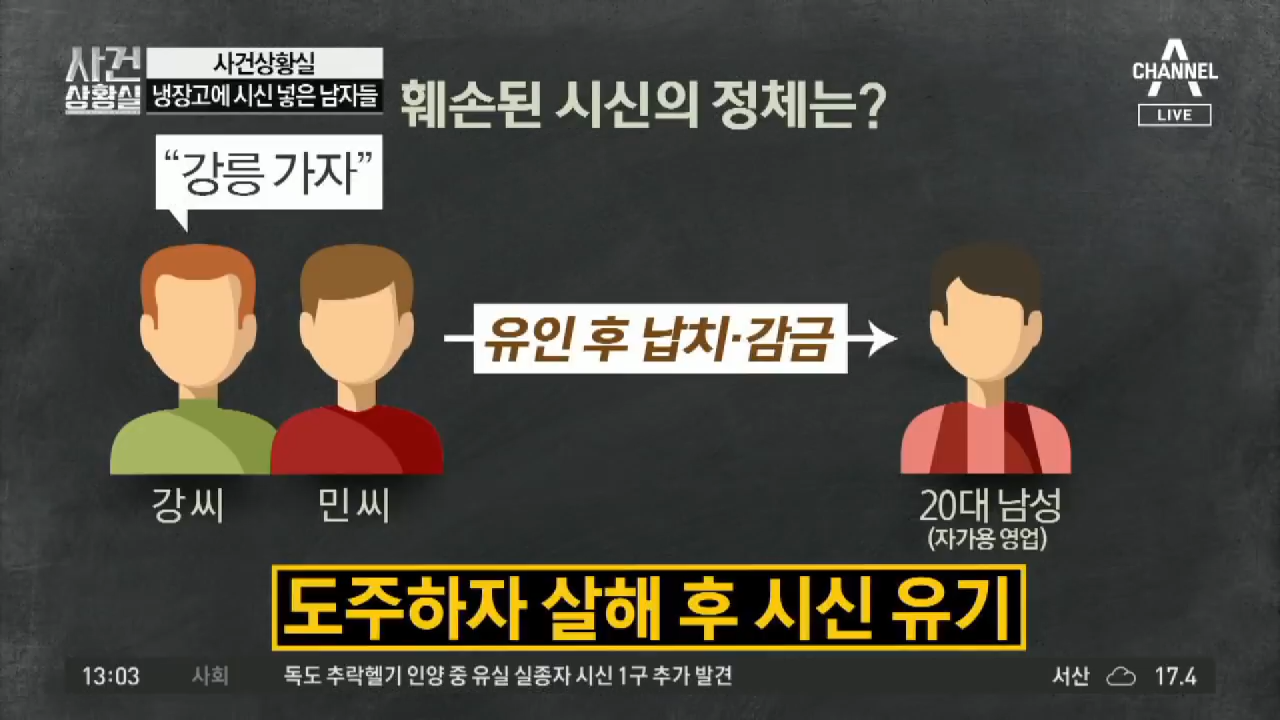 사건
상황실
사건상황실
냉장고에 시신 넣은 남자들
훼손된 시신의 정체는?
CHANNEL A
LIVE
“강릉 가자”
유인 후 납치·감금
강 씨
민 씨
20대 남성
(자가용 영업)
도주하자 살해 후 시신 유기
13:03 사회 독도 추락헬기 인양 중 유실 실종자 시신 1구 추가 발견 서산 17.4